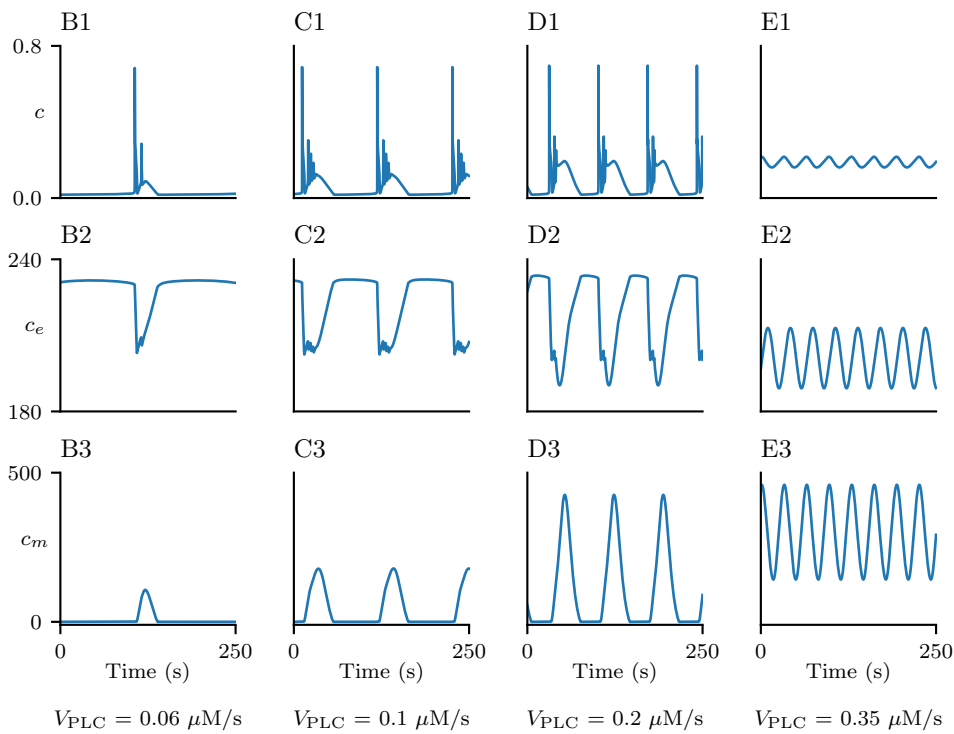 B1 C1 D1 E1
0.8
c
0.0
B2 C2 D2 E2
240
c_e
180
B3 C3 D3 E3
500
c_m
0
0 250 0 250 0 250 0 250
Time (s) Time (s) Time (s) Time (s)
V_PLC = 0.06 μM/s V_PLC = 0.1 μM/s V_PLC = 0.2 μM/s V_PLC = 0.35 μM/s